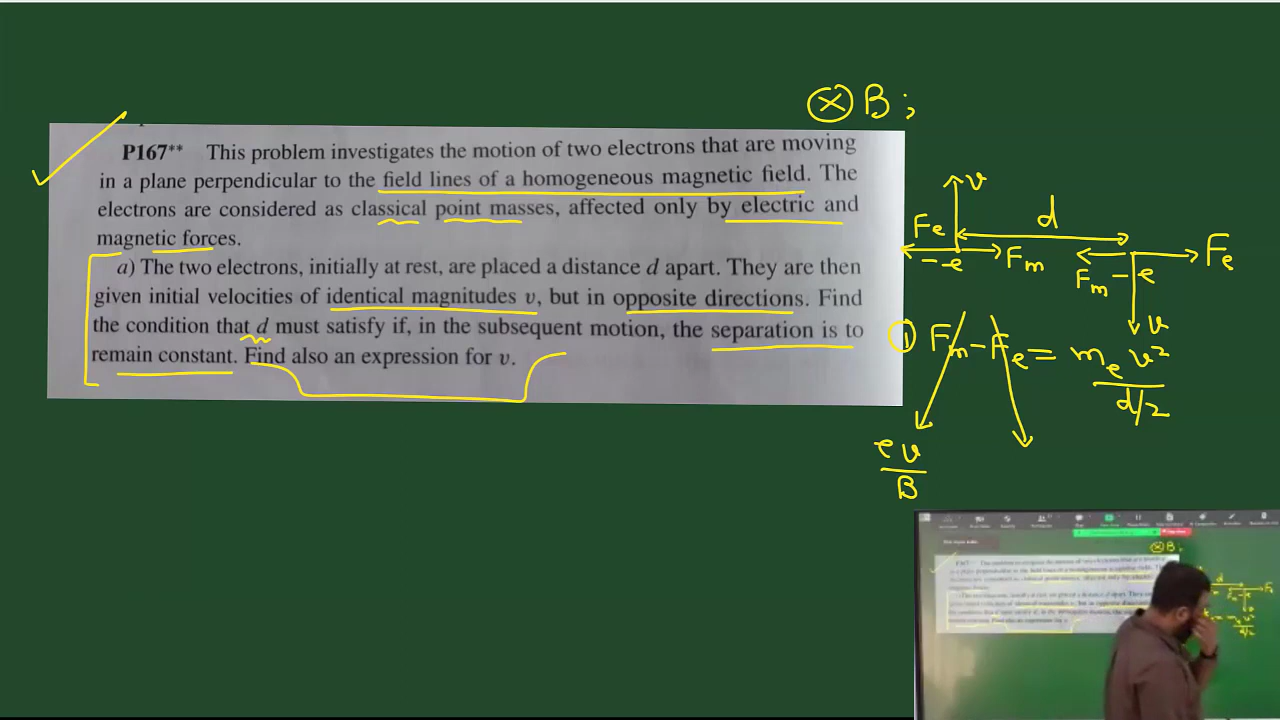 ⊗ B ;
P167** This problem investigates the motion of two electrons that are moving
in a plane perpendicular to the field lines of a homogeneous magnetic field. The
electrons are considered as classical point masses, affected only by electric and
magnetic forces.
a) The two electrons, initially at rest, are placed a distance d apart. They are then
given initial velocities of identical magnitudes v, but in opposite directions. Find
the condition that d must satisfy if, in the subsequent motion, the separation is to
remain constant. Find also an expression for v.
v
d
Fe
-e
Fm
Fm
-e
Fe
v
① Fm - Fe = me v²
d/2
e v
B